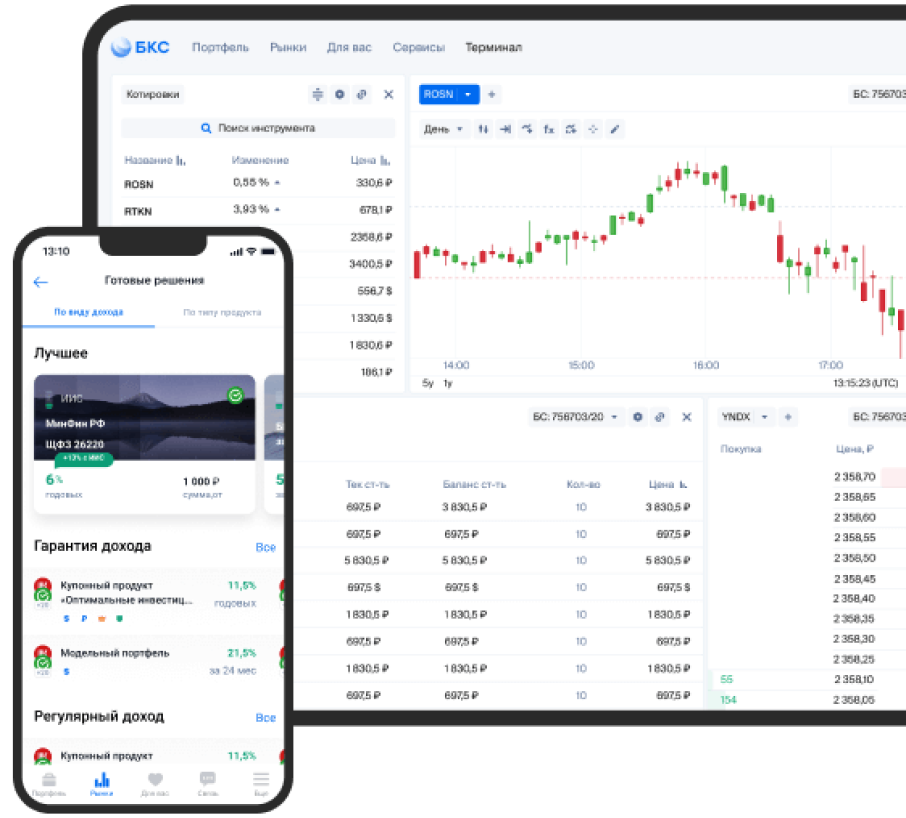 БКС Портфель Рынки Для вас Сервисы Терминал
Котировки
Поиск инструмента
Название Изменение Цена
ROSN 0,55 % 330,6 ₽
RTKN 3,93 % 678,1 ₽
2358,6 ₽
3400,5 ₽
556,7 $
1 330,6 $
1 830,6 ₽
186,1 ₽
ROSN + БС: 756703
День fx
14:00 15:00 16:00 17:00
5y 1y 13:15:23 (UTC)
БС: 756703/20
Тек ст-ть Баланс ст-ть Кол-во Цена
697,5 ₽ 3 830,5 ₽ 10 3 830,5 ₽
697,5 ₽ 697,5 ₽ 10 697,5 ₽
5 830,5 ₽ 5 830,5 ₽ 10 5 830,5 ₽
697,5 $ 697,5 $ 10 697,5 $
1 830,5 ₽ 1 830,5 ₽ 10 1 830,5 ₽
697,5 ₽ 697,5 ₽ 10 697,5 ₽
1 830,5 ₽ 1 830,5 ₽ 10 1 830,5 ₽
697,5 ₽ 697,5 ₽ 10 697,5 ₽
YNDX + БС: 756703
Покупка Цена, ₽
2 358,70
2 358,65
2 358,60
2 358,55
2 358,50
2 358,45
2 358,40
2 358,35
2 358,30
2 358,25
55 2 358,10
154 2 358,05
13:10
Готовые решения
По виду дохода По типу продукта
Лучшее
ИИС
МинФин РФ
ЩФЗ 26220
+13% с ИИС
6% 1 000 ₽
годовых сумма,от
5
Гарантия дохода Все
Купонный продукт 11,5%
«Оптимальные инвестиц... годовых
Модельный портфель 21,5%
за 24 мес
Регулярный доход Все
Купонный продукт 11,5%
Портфель Рынки Для вас Связь Еще